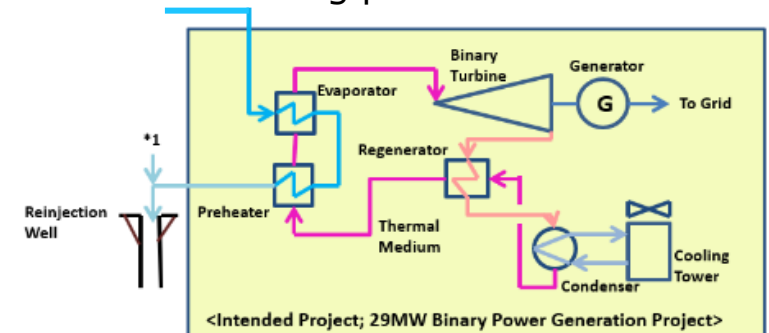 Binary
Turbine
Generator
Evaporator
G
To Grid
*1
Regenerator
Reinjection
Well
Preheater
Thermal
Medium
Cooling
Tower
Condenser
<Intended Project; 29MW Binary Power Generation Project>